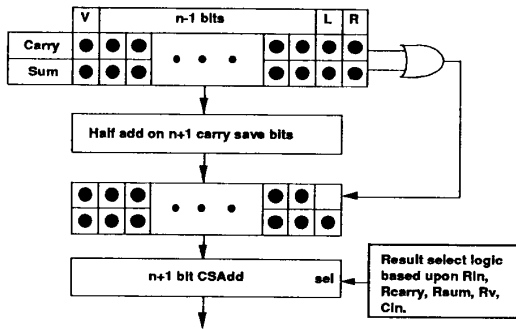 V n-1 bits L R
Carry
Sum
Half add on n+1 carry save bits
n+1 bit CSAdd sel
Result select logic
based upon Rin,
Rcarry, Rsum, Rv,
Cin.